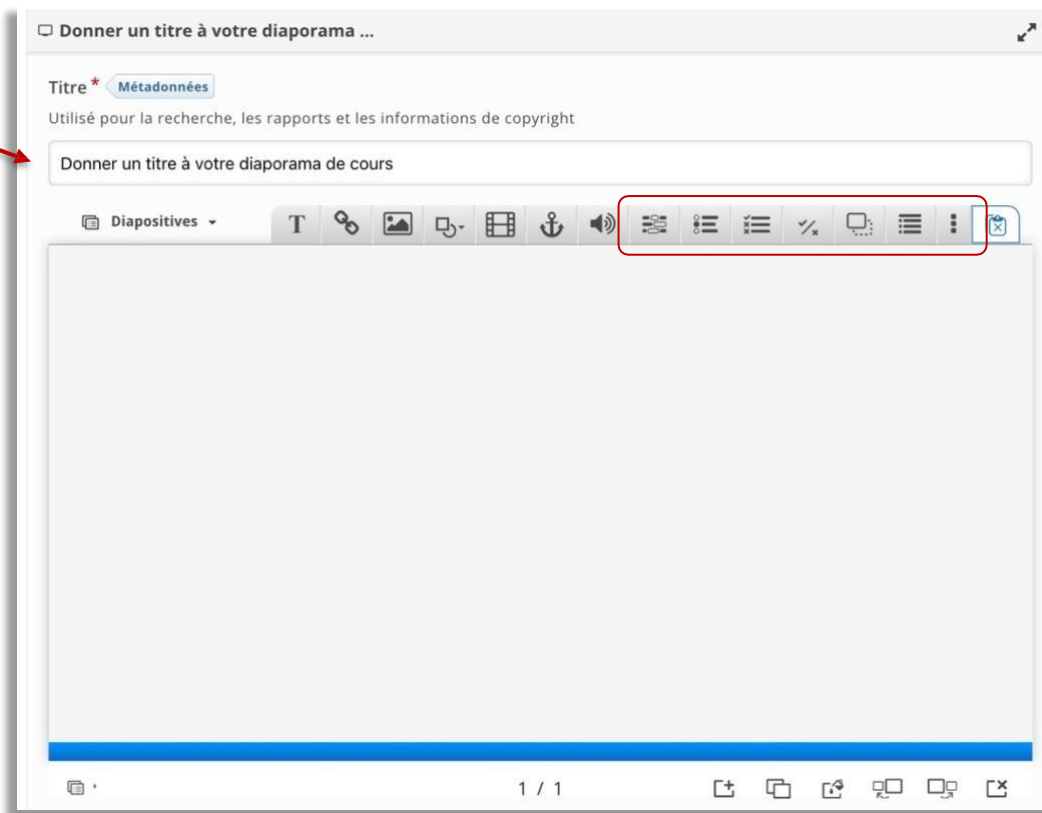 Donner un titre à votre diaporama ...
Titre * Métadonnées
Utilisé pour la recherche, les rapports et les informations de copyright
Donner un titre à votre diaporama de cours
Diapositives
T
1 / 1